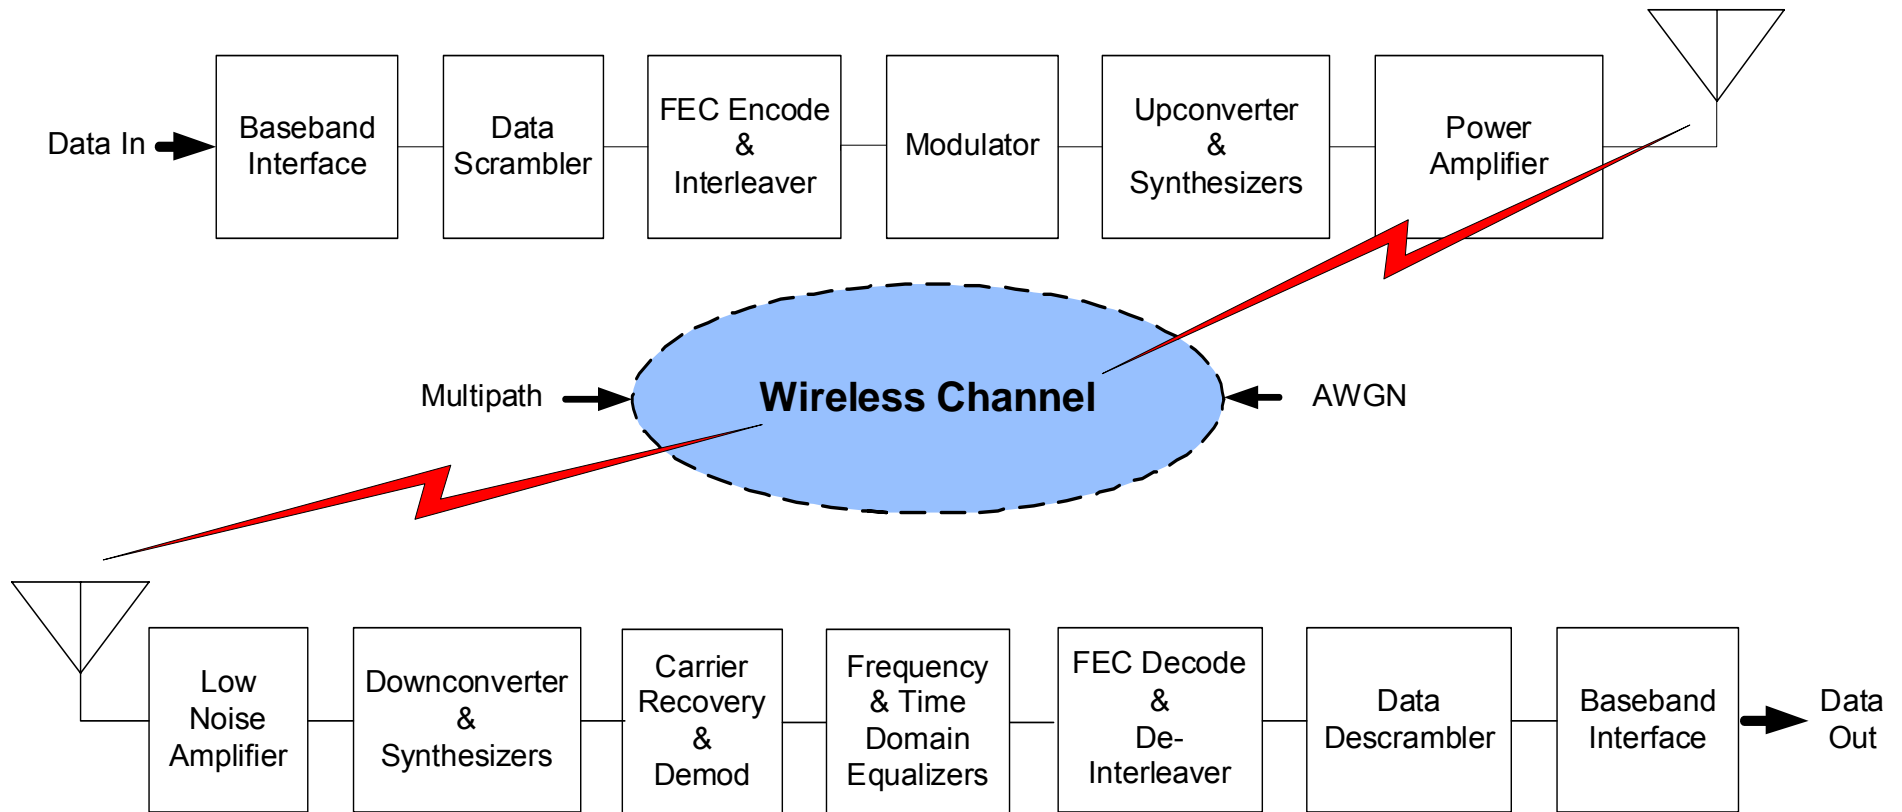 Data In
Baseband
Interface
Data
Scrambler
FEC Encode
&
Interleaver
Modulator
Upconverter
&
Synthesizers
Power
Amplifier
Multipath
Wireless Channel
AWGN
Low
Noise
Amplifier
Downconverter
&
Synthesizers
Carrier
Recovery
&
Demod
Frequency
& Time
Domain
Equalizers
FEC Decode
&
De-
Interleaver
Data
Descrambler
Baseband
Interface
Data
Out